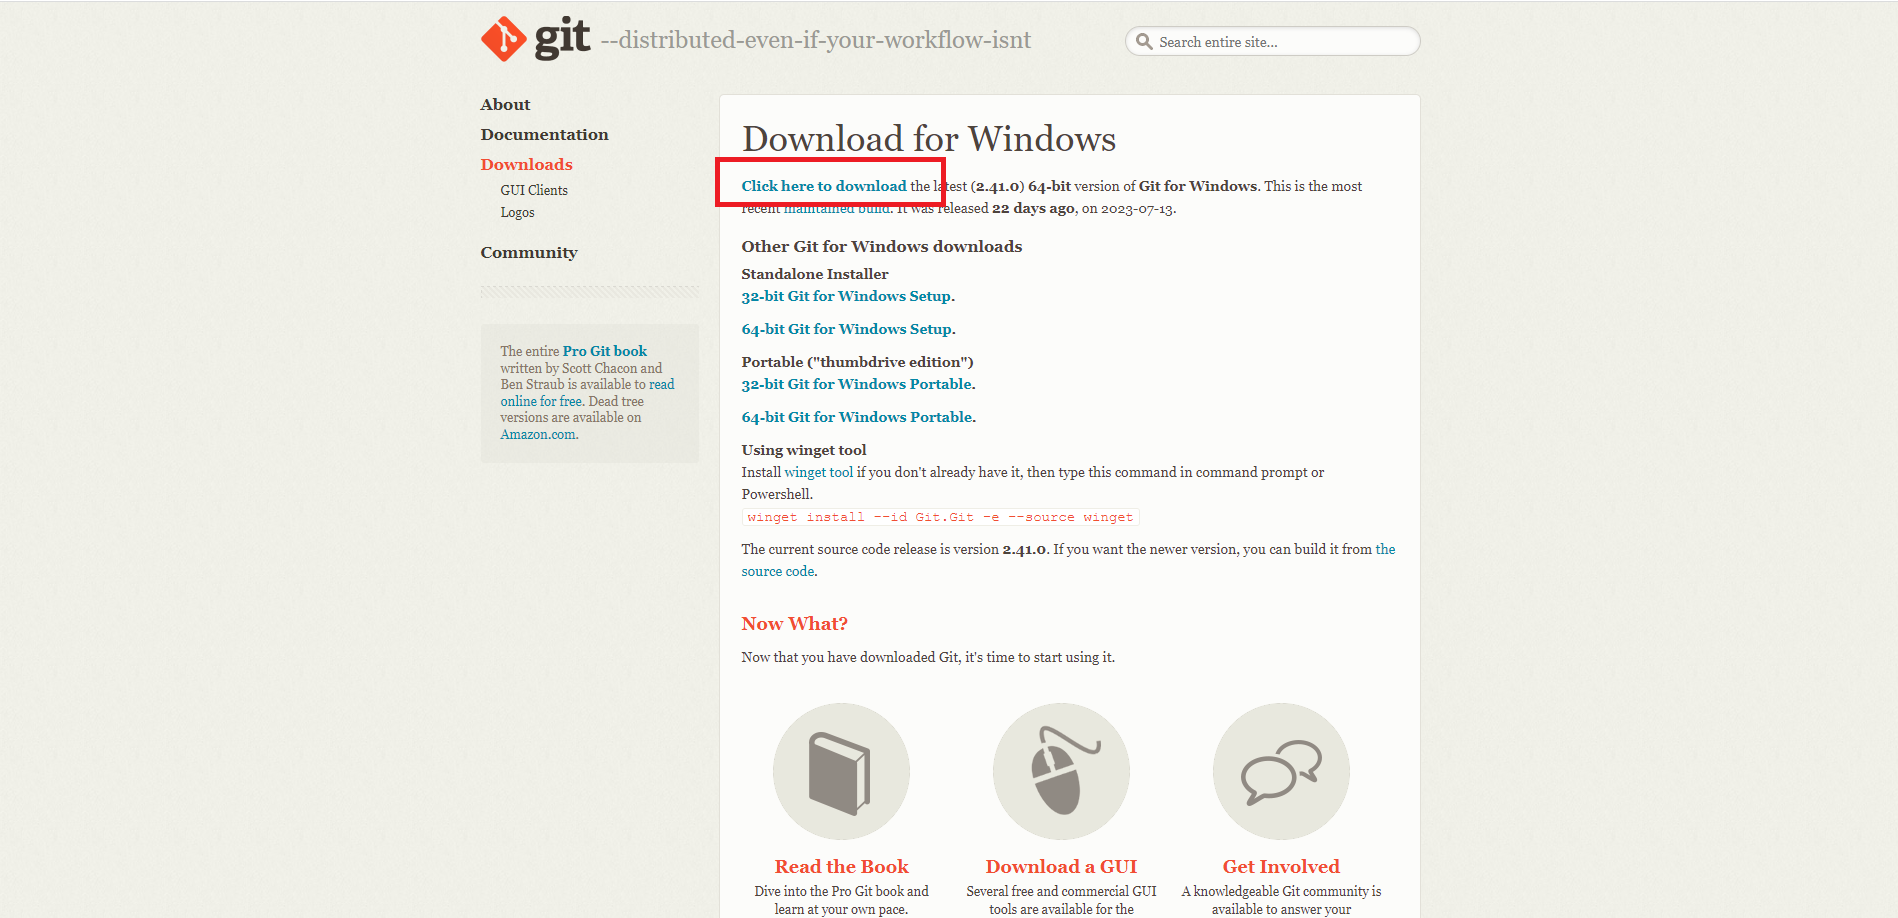 git --distributed-even-if-your-workflow-isnt
Search entire site...
About
Documentation
Downloads
GUI Clients
Logos
Community
The entire Pro Git book
written by Scott Chacon and
Ben Straub is available to read
online for free. Dead tree
versions are available on
Amazon.com.
Download for Windows
Click here to download the latest (2.41.0) 64-bit version of Git for Windows. This is the most
recent maintained build. It was released 22 days ago, on 2023-07-13.
Other Git for Windows downloads
Standalone Installer
32-bit Git for Windows Setup.
64-bit Git for Windows Setup.
Portable ("thumbdrive edition")
32-bit Git for Windows Portable.
64-bit Git for Windows Portable.
Using winget tool
Install winget tool if you don't already have it, then type this command in command prompt or
Powershell.
winget install --id Git.Git -e --source winget
The current source code release is version 2.41.0. If you want the newer version, you can build it from the
source code.
Now What?
Now that you have downloaded Git, it's time to start using it.
Read the Book
Dive into the Pro Git book and
learn at your own pace.
Download a GUI
Several free and commercial GUI
tools are available for the
Get Involved
A knowledgeable Git community is
available to answer your